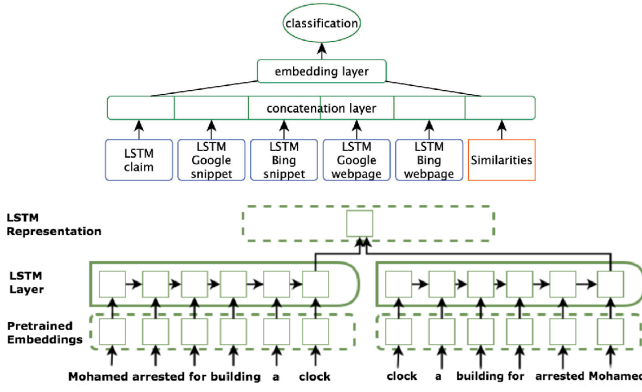 classification
embedding layer
concatenation layer
LSTM
claim
LSTM
Google
snippet
LSTM
Bing
snippet
LSTM
Google
webpage
LSTM
Bing
webpage
Similarities
LSTM
Representation
LSTM
Layer
Pretrained
Embeddings
Mohamed arrested for building a clock
clock a building for arrested Mohamed